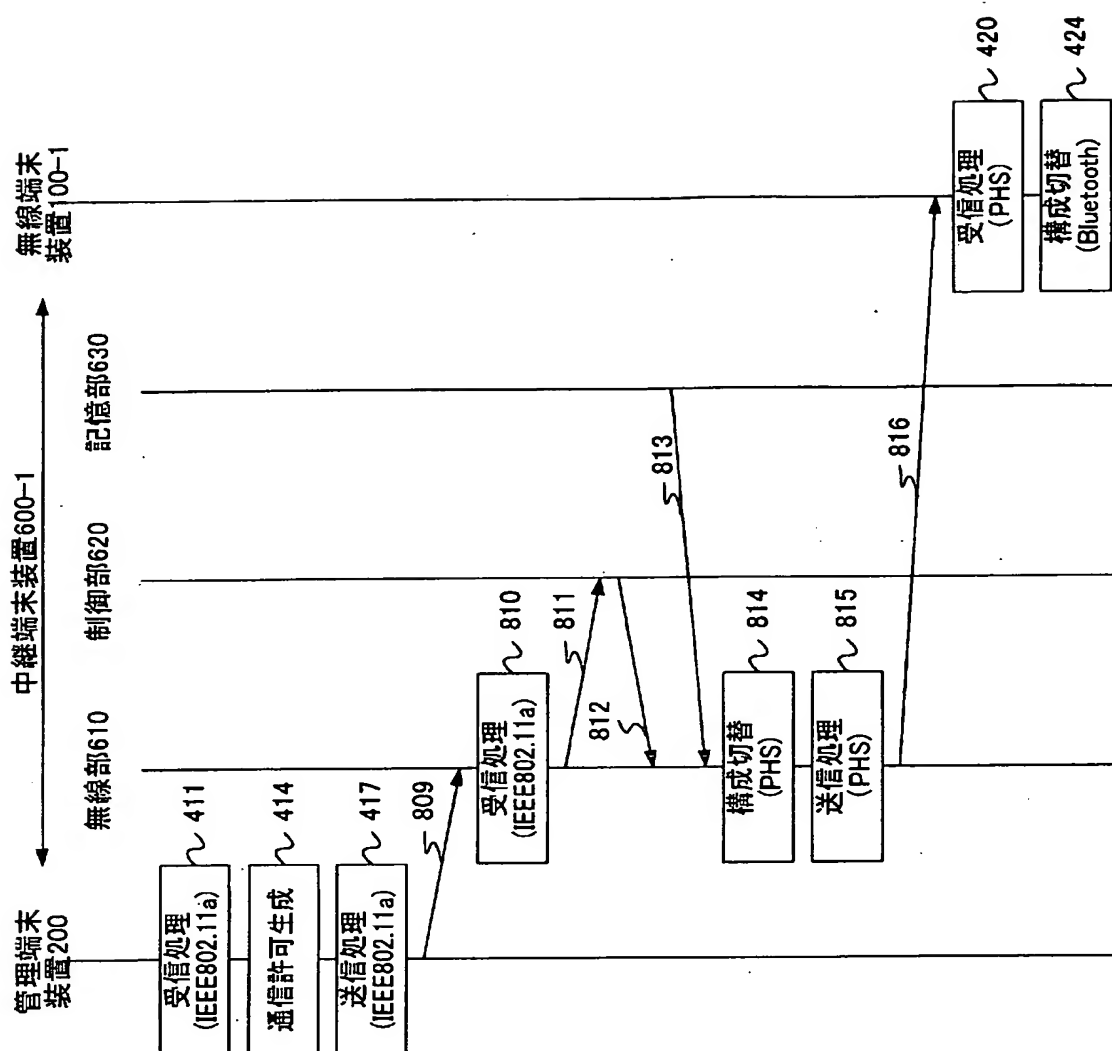 中継端末装置600-1
管理端末
装置200
無線部610
制御部620
記憶部630
無線端末
装置100-1
受信処理
(IEEE802.11a)
411
通信許可生成
414
送信処理
(IEEE802.11a)
417
809
受信処理
(IEEE802.11a)
810
811
812
813
構成切替
(PHS)
814
送信処理
(PHS)
815
816
受信処理
(PHS)
420
構成切替
(Bluetooth)
424